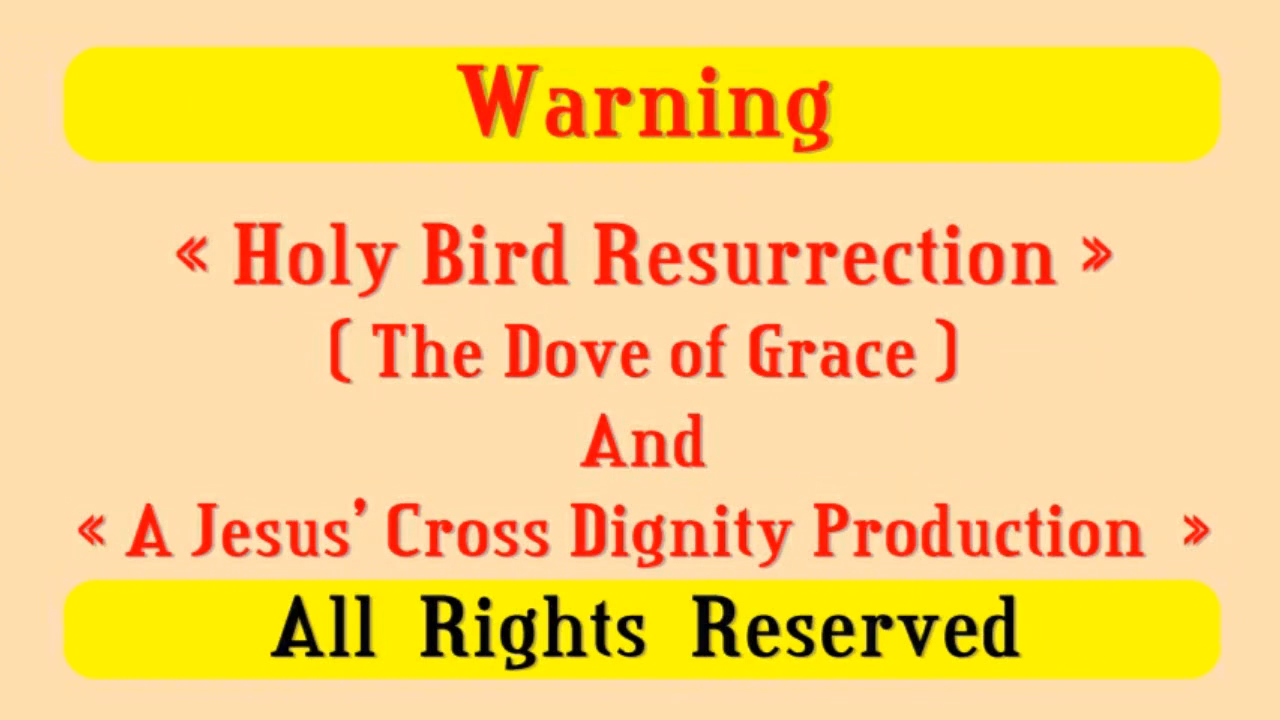 Warning
« Holy Bird Resurrection »
( The Dove of Grace )
And
« A Jesus’ Cross Dignity Production »
All Rights Reserved